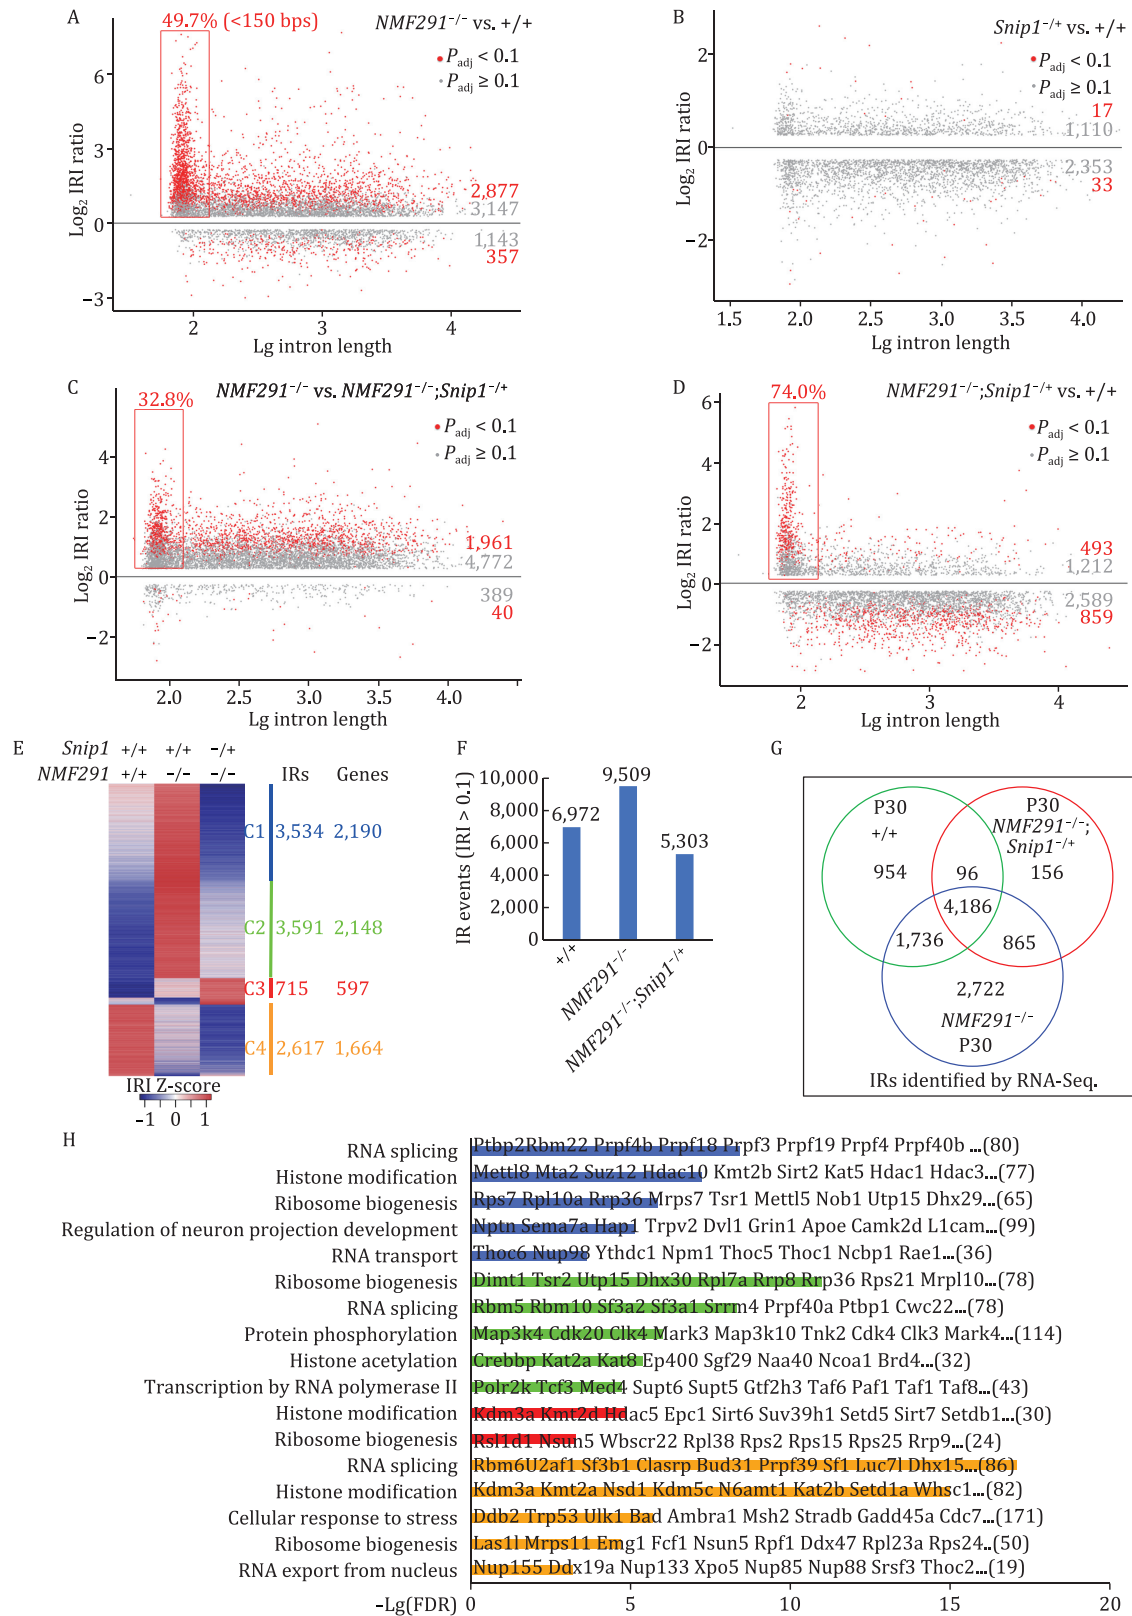 A
49.7% (<150 bps)
NMF291−/− vs. +/+
Padj < 0.1
Padj ≥ 0.1
Log2 IRI ratio
6
3
0
−3
2,877
3,147
1,143
357
2
3
4
Lg intron length
B
Snip1−/+ vs. +/+
Padj < 0.1
Padj ≥ 0.1
Log2 IRI ratio
2
0
−2
17
1,110
2,353
33
1.5
2.0
2.5
3.0
3.5
4.0
Lg intron length
C
NMF291−/− vs. NMF291−/−;Snip1−/+
32.8%
Padj < 0.1
Padj ≥ 0.1
Log2 IRI ratio
4
2
0
−2
1,961
4,772
389
40
2.0
2.5
3.0
3.5
4.0
Lg intron length
D
NMF291−/−;Snip1−/+ vs. +/+
74.0%
Padj < 0.1
Padj ≥ 0.1
Log2 IRI ratio
6
4
2
0
−2
493
1,212
2,589
859
2
3
4
Lg intron length
E
Snip1 +/+ +/+ −/+
NMF291 +/+ −/− −/− IRs Genes
C1 3,534 2,190
C2 3,591 2,148
C3 715 597
C4 2,617 1,664
IRI Z-score
−1 0 1
F
IR events (IRI > 0.1)
10,000
8,000
6,000
4,000
2,000
0
6,972
9,509
5,303
+/+
NMF291−/−
NMF291−/−;Snip1−/+
G
P30
+/+
954
P30
NMF291−/−;
Snip1−/+
156
96
4,186
1,736
865
2,722
NMF291−/−
P30
IRs identified by RNA-Seq.
H
RNA splicing Ptbp2Rbm22 Prpf4b Prpf18 Prpf3 Prpf19 Prpf4 Prpf40b ...(80)
Histone modification Mettl8 Mta2 Suz12 Hdac10 Kmt2b Sirt2 Kat5 Hdac1 Hdac3...(77)
Ribosome biogenesis Rps7 Rpl10a Rrp36 Mrps7 Tsr1 Mettl5 Nob1 Utp15 Dhx29...(65)
Regulation of neuron projection development Nptn Sema7a Hap1 Trpv2 Dvl1 Grin1 Apoe Camk2d L1cam...(99)
RNA transport Thoc6 Nup98 Ythdc1 Npm1 Thoc5 Thoc1 Ncbp1 Rae1...(36)
Ribosome biogenesis Dimt1 Tsr2 Utp15 Dhx30 Rpl7a Rrp8 Rrp36 Rps21 Mrpl10...(78)
RNA splicing Rbm5 Rbm10 Sf3a2 Sf3a1 Srrm4 Prpf40a Ptbp1 Cwc22...(78)
Protein phosphorylation Map3k4 Cdk20 Clk4 Mark3 Map3k10 Tnk2 Cdk4 Clk3 Mark4...(114)
Histone acetylation Crebbp Kat2a Kat8 Ep400 Sgf29 Naa40 Ncoa1 Brd4...(32)
Transcription by RNA polymerase II Polr2k Tcf3 Med4 Supt6 Supt5 Gtf2h3 Taf6 Paf1 Taf1 Taf8...(43)
Histone modification Kdm3a Kmt2d Hdac5 Epc1 Sirt6 Suv39h1 Setd5 Sirt7 Setdb1...(30)
Ribosome biogenesis Rsl1d1 Nsun5 Wbscr22 Rpl38 Rps2 Rps15 Rps25 Rrp9...(24)
RNA splicing Rbm6U2af1 Sf3b1 Clasrp Bud31 Prpf39 Sf1 Luc7l Dhx15...(86)
Histone modification Kdm3a Kmt2a Nsd1 Kdm5c N6amt1 Kat2b Setd1a Whsc1...(82)
Cellular response to stress Ddb2 Trp53 Ulk1 Bad Ambra1 Msh2 Stradb Gadd45a Cdc7...(171)
Ribosome biogenesis Las1l Mrps11 Emg1 Fcf1 Nsun5 Rpf1 Ddx47 Rpl23a Rps24..(50)
RNA export from nucleus Nup155 Ddx19a Nup133 Xpo5 Nup85 Nup88 Srsf3 Thoc2...(19)
−Lg(FDR) 0 5 10 15 20